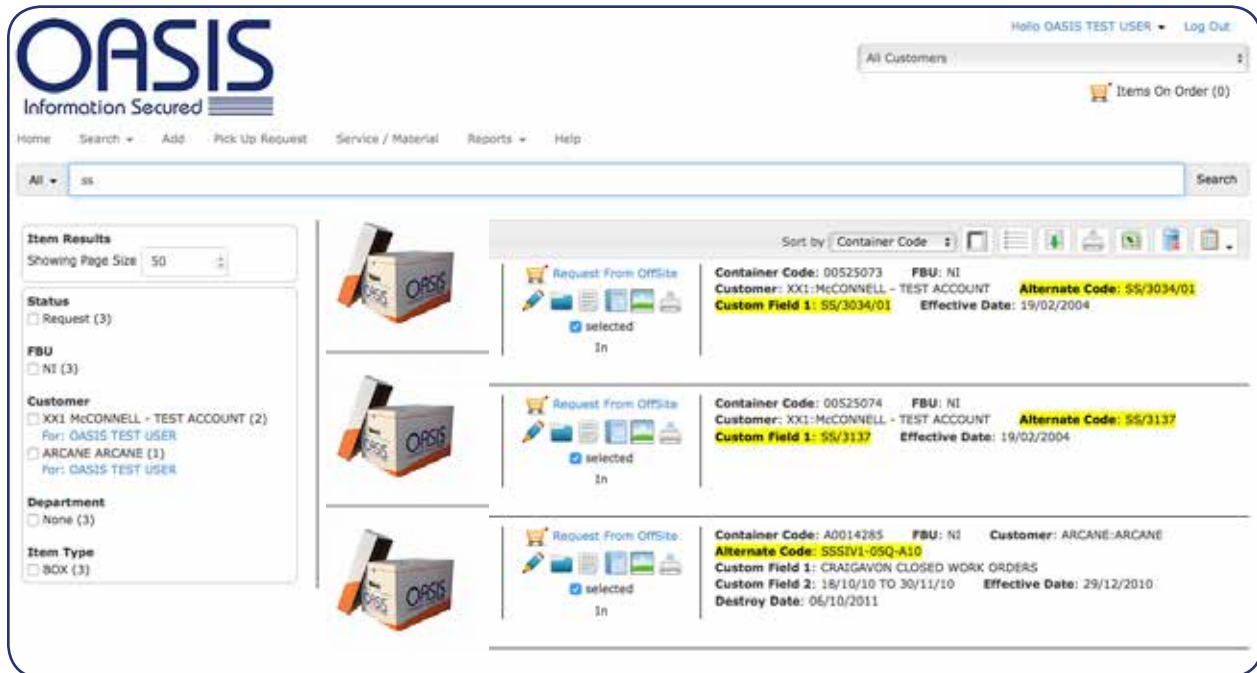 OASIS
Information Secured
Hello OASIS TEST USER Log Out
All Customers
Items On Order (0)
Home Search Add Pick Up Request Service / Material Reports Help
All ss Search
Item Results
Showing Page Size 50
Status
Request (3)
FBU
NI (3)
Customer
XX1 McCONNELL - TEST ACCOUNT (2)
For: OASIS TEST USER
ARCANE ARCANE (1)
For: OASIS TEST USER
Department
None (3)
Item Type
BOX (3)
Sort by Container Code
OASIS
OASIS
Request From OffSite
selected
In
Container Code: 00525073 FBU: NI
Customer: XX1:McCONNELL - TEST ACCOUNT Alternate Code: SS/3034/01
Custom Field 1: SS/3034/01 Effective Date: 19/02/2004
OASIS
OASIS
Request From OffSite
selected
In
Container Code: 00525074 FBU: NI
Customer: XX1:McCONNELL - TEST ACCOUNT Alternate Code: SS/3137
Custom Field 1: SS/3137 Effective Date: 19/02/2004
OASIS
OASIS
Request From OffSite
selected
In
Container Code: A0014285 FBU: NI Customer: ARCANE:ARCANE
Alternate Code: SSSIV1-05Q-A10
Custom Field 1: CRAIGAVON CLOSED WORK ORDERS
Custom Field 2: 18/10/10 TO 30/11/10 Effective Date: 29/12/2010
Destroy Date: 06/10/2011